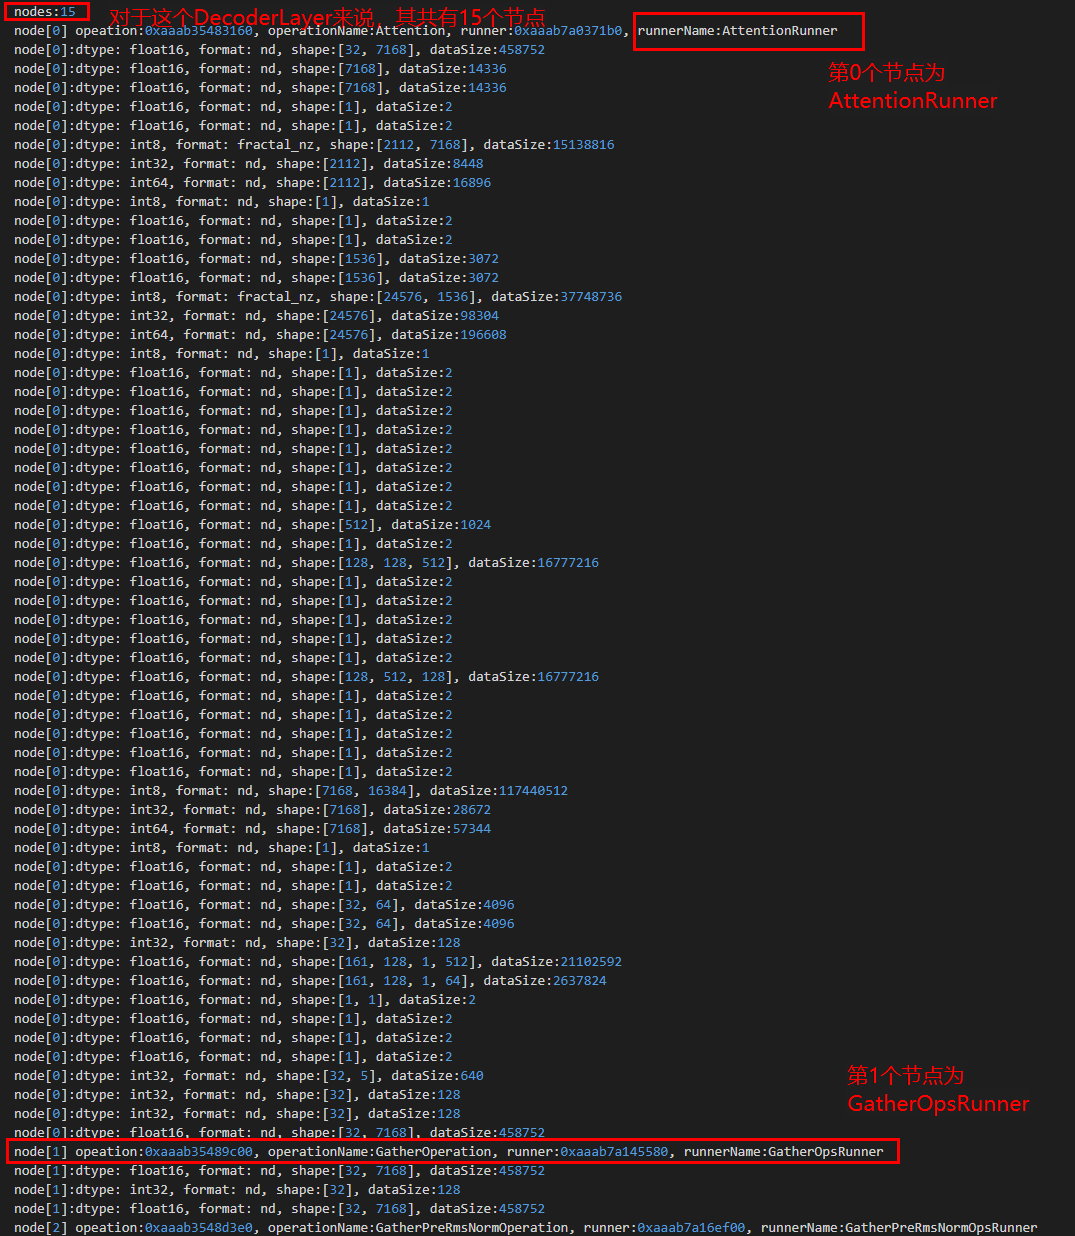 nodes:15
对于这个DecoderLayer来说，其共有15个节点
node[0] opeation:0xaaab35483160, operationName:Attention, runner:0xaaab7a0371b0, runnerName:AttentionRunner
node[0]:dtype: float16, format: nd, shape:[32, 7168], dataSize:458752
第0个节点为
AttentionRunner
node[0]:dtype: float16, format: nd, shape:[7168], dataSize:14336
node[0]:dtype: float16, format: nd, shape:[7168], dataSize:14336
node[0]:dtype: float16, format: nd, shape:[1], dataSize:2
node[0]:dtype: float16, format: nd, shape:[1], dataSize:2
node[0]:dtype: int8, format: fractal_nz, shape:[2112, 7168], dataSize:15138816
node[0]:dtype: int32, format: nd, shape:[2112], dataSize:8448
node[0]:dtype: int64, format: nd, shape:[2112], dataSize:16896
node[0]:dtype: int8, format: nd, shape:[1], dataSize:1
node[0]:dtype: float16, format: nd, shape:[1], dataSize:2
node[0]:dtype: float16, format: nd, shape:[1], dataSize:2
node[0]:dtype: float16, format: nd, shape:[1536], dataSize:3072
node[0]:dtype: float16, format: nd, shape:[1536], dataSize:3072
node[0]:dtype: int8, format: fractal_nz, shape:[24576, 1536], dataSize:37748736
node[0]:dtype: int32, format: nd, shape:[24576], dataSize:98304
node[0]:dtype: int64, format: nd, shape:[24576], dataSize:196608
node[0]:dtype: int8, format: nd, shape:[1], dataSize:1
node[0]:dtype: float16, format: nd, shape:[1], dataSize:2
node[0]:dtype: float16, format: nd, shape:[1], dataSize:2
node[0]:dtype: float16, format: nd, shape:[1], dataSize:2
node[0]:dtype: float16, format: nd, shape:[1], dataSize:2
node[0]:dtype: float16, format: nd, shape:[1], dataSize:2
node[0]:dtype: float16, format: nd, shape:[1], dataSize:2
node[0]:dtype: float16, format: nd, shape:[1], dataSize:2
node[0]:dtype: float16, format: nd, shape:[1], dataSize:2
node[0]:dtype: float16, format: nd, shape:[512], dataSize:1024
node[0]:dtype: float16, format: nd, shape:[1], dataSize:2
node[0]:dtype: float16, format: nd, shape:[128, 128, 512], dataSize:16777216
node[0]:dtype: float16, format: nd, shape:[1], dataSize:2
node[0]:dtype: float16, format: nd, shape:[1], dataSize:2
node[0]:dtype: float16, format: nd, shape:[1], dataSize:2
node[0]:dtype: float16, format: nd, shape:[1], dataSize:2
node[0]:dtype: float16, format: nd, shape:[1], dataSize:2
node[0]:dtype: float16, format: nd, shape:[128, 512, 128], dataSize:16777216
node[0]:dtype: float16, format: nd, shape:[1], dataSize:2
node[0]:dtype: float16, format: nd, shape:[1], dataSize:2
node[0]:dtype: float16, format: nd, shape:[1], dataSize:2
node[0]:dtype: float16, format: nd, shape:[1], dataSize:2
node[0]:dtype: float16, format: nd, shape:[1], dataSize:2
node[0]:dtype: int8, format: nd, shape:[7168, 16384], dataSize:117440512
node[0]:dtype: int32, format: nd, shape:[7168], dataSize:28672
node[0]:dtype: int64, format: nd, shape:[7168], dataSize:57344
node[0]:dtype: int8, format: nd, shape:[1], dataSize:1
node[0]:dtype: float16, format: nd, shape:[1], dataSize:2
node[0]:dtype: float16, format: nd, shape:[1], dataSize:2
node[0]:dtype: float16, format: nd, shape:[32, 64], dataSize:4096
node[0]:dtype: float16, format: nd, shape:[32, 64], dataSize:4096
node[0]:dtype: int32, format: nd, shape:[32], dataSize:128
node[0]:dtype: float16, format: nd, shape:[161, 128, 1, 512], dataSize:21102592
node[0]:dtype: float16, format: nd, shape:[161, 128, 1, 64], dataSize:2637824
node[0]:dtype: float16, format: nd, shape:[1, 1], dataSize:2
node[0]:dtype: float16, format: nd, shape:[1], dataSize:2
node[0]:dtype: float16, format: nd, shape:[1], dataSize:2
node[0]:dtype: float16, format: nd, shape:[1], dataSize:2
node[0]:dtype: int32, format: nd, shape:[32, 5], dataSize:640
第1个节点为
GatherOpsRunner
node[0]:dtype: int32, format: nd, shape:[32], dataSize:128
node[0]:dtype: int32, format: nd, shape:[32], dataSize:128
node[0]:dtype: float16, format: nd, shape:[32, 7168], dataSize:458752
node[1] opeation:0xaaab35489c00, operationName:GatherOperation, runner:0xaaab7a145580, runnerName:GatherOpsRunner
node[1]:dtype: float16, format: nd, shape:[32, 7168], dataSize:458752
node[1]:dtype: int32, format: nd, shape:[32], dataSize:128
node[1]:dtype: float16, format: nd, shape:[32, 7168], dataSize:458752
node[2] opeation:0xaaab3548d3e0, operationName:GatherPreRmsNormOperation, runner:0xaaab7a16ef00, runnerName:GatherPreRmsNormOpsRunner